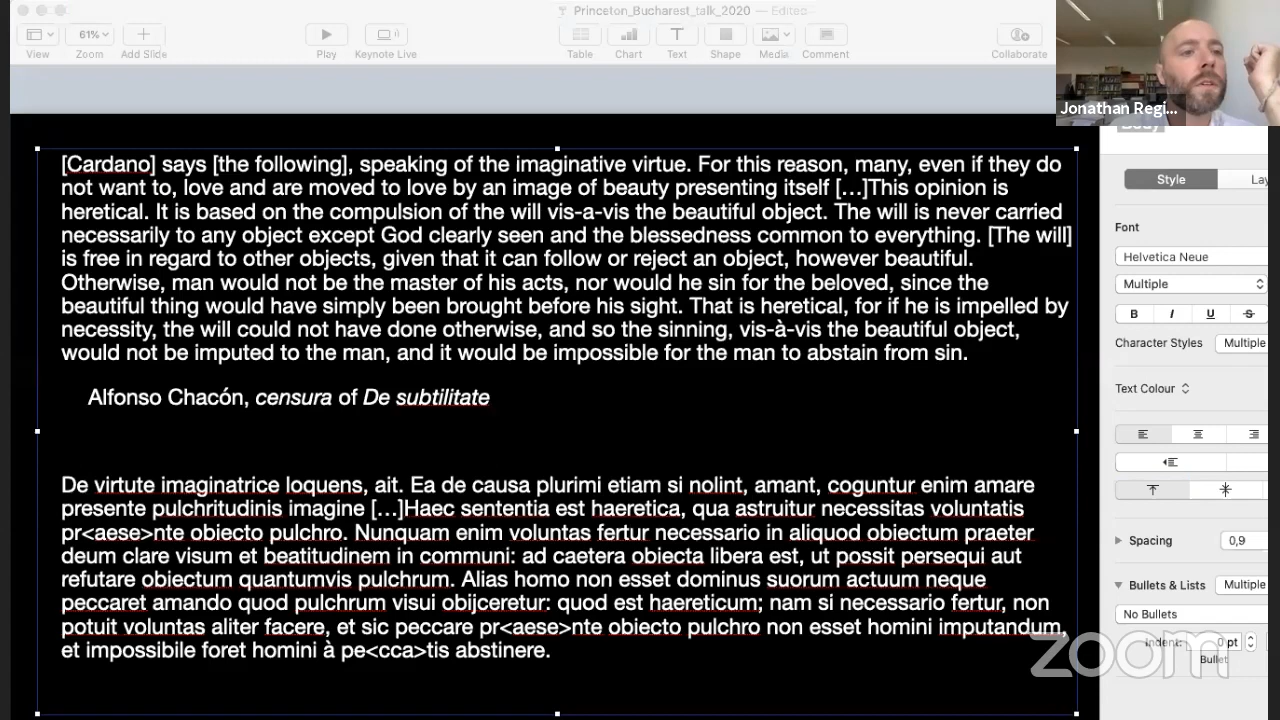 Princeton_Bucharest_talk_2020 — Edited
61%
View Zoom Add Slide Play Keynote Live Table Chart Text Shape Media Comment Collaborate
Jonathan Regi...
Body
[Cardano] says [the following], speaking of the imaginative virtue. For this reason, many, even if they do
not want to, love and are moved to love by an image of beauty presenting itself […]This opinion is
heretical. It is based on the compulsion of the will vis-a-vis the beautiful object. The will is never carried
necessarily to any object except God clearly seen and the blessedness common to everything. [The will]
is free in regard to other objects, given that it can follow or reject an object, however beautiful.
Otherwise, man would not be the master of his acts, nor would he sin for the beloved, since the
beautiful thing would have simply been brought before his sight. That is heretical, for if he is impelled by
necessity, the will could not have done otherwise, and so the sinning, vis-à-vis the beautiful object,
would not be imputed to the man, and it would be impossible for the man to abstain from sin.
Alfonso Chacón, censura of De subtilitate
De virtute imaginatrice loquens, ait. Ea de causa plurimi etiam si nolint, amant, coguntur enim amare
presente pulchritudinis imagine […]Haec sententia est haeretica, qua astruitur necessitas voluntatis
pr<aese>nte obiecto pulchro. Nunquam enim voluntas fertur necessario in aliquod obiectum praeter
deum clare visum et beatitudinem in communi: ad caetera obiecta libera est, ut possit persequi aut
refutare obiectum quantumvis pulchrum. Alias homo non esset dominus suorum actuum neque
peccaret amando quod pulchrum visui obijceretur: quod est haereticum; nam si necessario fertur, non
potuit voluntas aliter facere, et sic peccare pr<aese>nte obiecto pulchro non esset homini imputandum,
et impossibile foret homini à pe<cca>tis abstinere.
Style Lay
Font
Helvetica Neue
Multiple
B I U S
Character Styles Multiple
Text Colour
Spacing 0,9
Bullets & Lists Multiple
No Bullets
Indent: 0 pt
Bullet
zoom